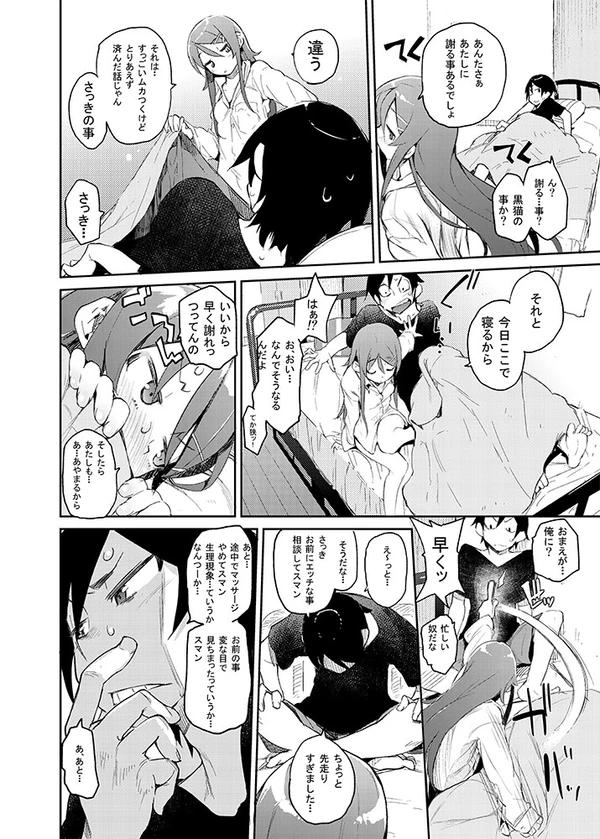 あんたさぁ
あたしに
謝る事あるでしょ
ん?
謝る…事?
黒猫の
事か?
違う
それは…
すっごいムカつくけど
とりあえず
済んだ話じゃん
さっきの事
さっき…
それと
今日ここで
寝るから
はぁ!?
お、おい…
なんでそうなる
んだよ
てか狭ッ!
いいから
早く謝れっ
つってんの
そしたら
あたしも…
あ…あやまるから
おまえが…
俺に?
早くッ
忙しい
奴だな
え〜っと…
そうだな…
さっき
お前にエッチな事
相談してスマン
ちょっと
先走り
すぎました…
あと…
途中でマッサージ
やめてスマン
生理現象っていうか
なんつーか…
お前の事
変な目で
見ちまったっていうか…
スマン
あ、あと…